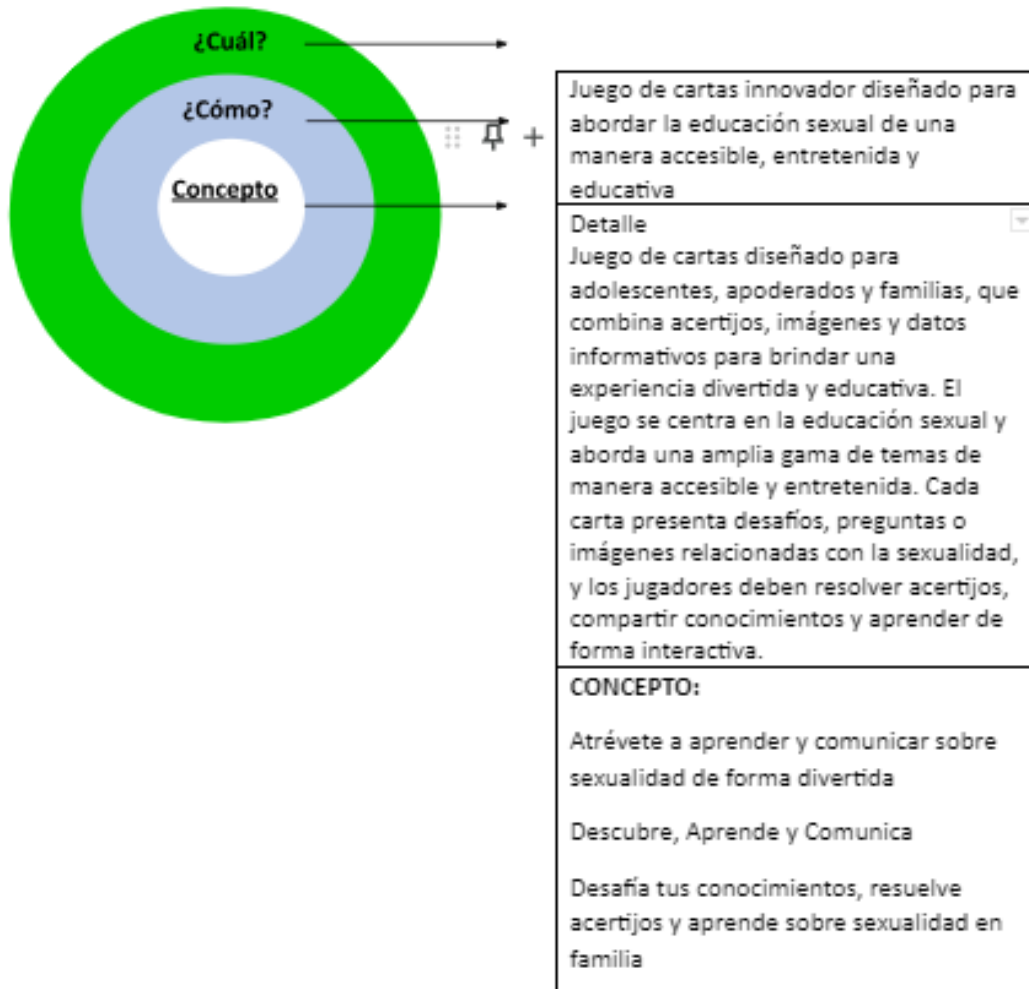 ¿Cuál?
¿Cómo?
Concepto
Juego de cartas innovador diseñado para
abordar la educación sexual de una
manera accesible, entretenida y
educativa
Detalle
Juego de cartas diseñado para
adolescentes, apoderados y familias, que
combina acertijos, imágenes y datos
informativos para brindar una
experiencia divertida y educativa. El
juego se centra en la educación sexual y
aborda una amplia gama de temas de
manera accesible y entretenida. Cada
carta presenta desafíos, preguntas o
imágenes relacionadas con la sexualidad,
y los jugadores deben resolver acertijos,
compartir conocimientos y aprender de
forma interactiva.
CONCEPTO:
Atrévete a aprender y comunicar sobre
sexualidad de forma divertida
Descubre, Aprende y Comunica
Desafía tus conocimientos, resuelve
acertijos y aprende sobre sexualidad en
familia